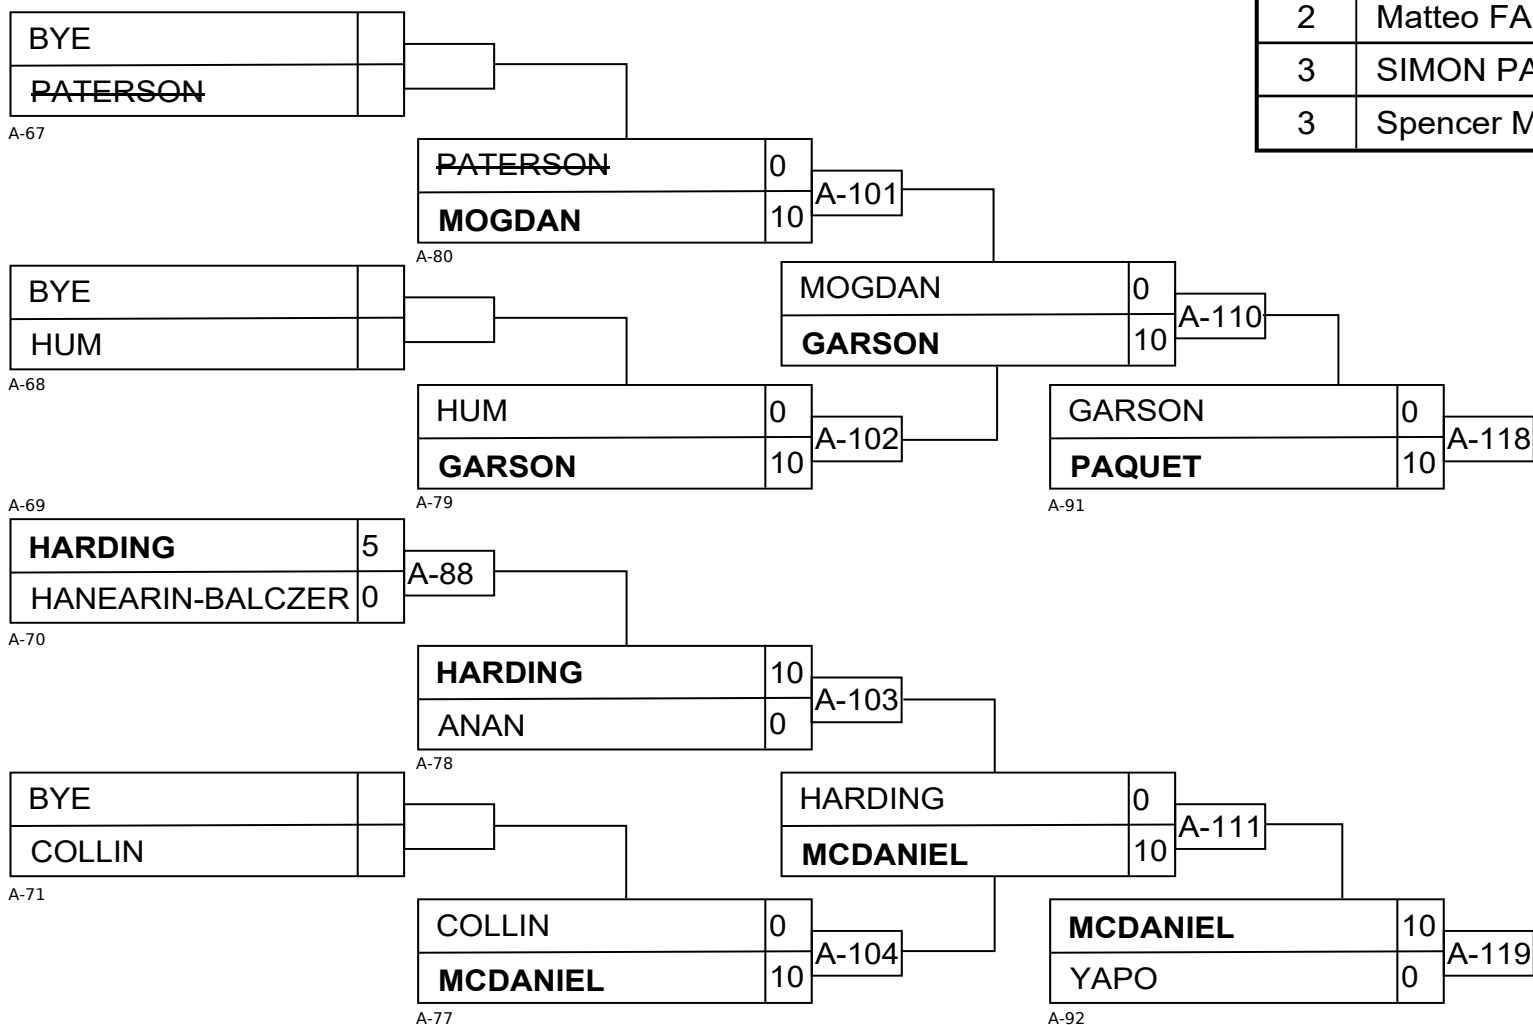 BYE
PATERSON
A-67
2 Matteo FA
3 SIMON PA
3 Spencer M
PATERSON 0
MOGDAN 10
A-101
A-80
BYE
HUM
A-68
MOGDAN 0
GARSON 10
A-110
HUM 0
GARSON 10
A-102
A-79
GARSON 0
PAQUET 10
A-118
A-91
A-69
HARDING 5
HANEARIN-BALCZER 0
A-88
A-70
HARDING 10
ANAN 0
A-103
A-78
BYE
COLLIN
A-71
HARDING 0
MCDANIEL 10
A-111
COLLIN 0
MCDANIEL 10
A-104
A-77
MCDANIEL 10
YAPO 0
A-119
A-92